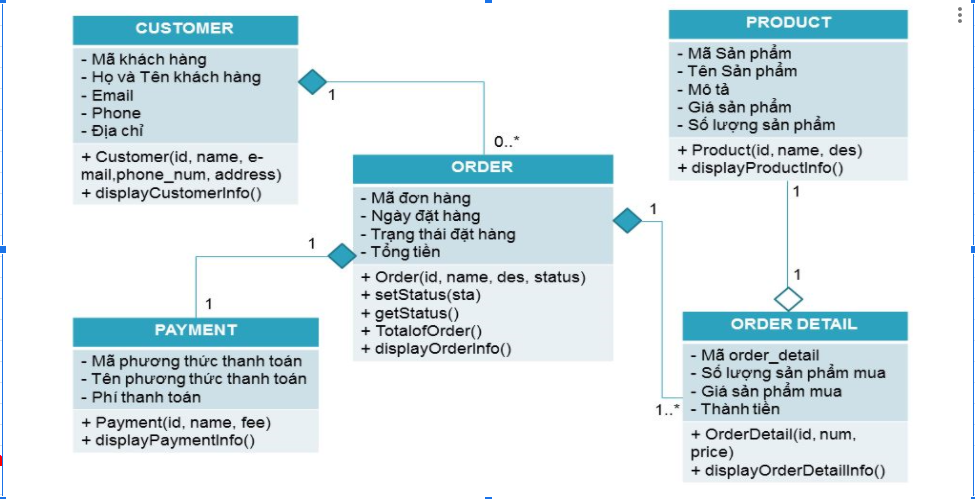 CUSTOMER
- Mã khách hàng
- Họ và Tên khách hàng
- Email
- Phone
- Địa chỉ
+ Customer(id, name, e-
mail,phone_num, address)
+ displayCustomerInfo()
1
0..*
PRODUCT
- Mã Sản phẩm
- Tên Sản phẩm
- Mô tả
- Giá sản phẩm
- Số lượng sản phẩm
+ Product(id, name, des)
+ displayProductInfo()
1
1
ORDER
- Mã đơn hàng
- Ngày đặt hàng
- Trạng thái đặt hàng
- Tổng tiền
+ Order(id, name, des, status)
+ setStatus(sta)
+ getStatus()
+ TotalofOrder()
+ displayOrderInfo()
1
1..*
1
1
PAYMENT
- Mã phương thức thanh toán
- Tên phương thức thanh toán
- Phí thanh toán
+ Payment(id, name, fee)
+ displayPaymentInfo()
ORDER DETAIL
- Mã order_detail
- Số lượng sản phẩm mua
- Giá sản phẩm mua
- Thành tiền
+ OrderDetail(id, num,
price)
+ displayOrderDetailInfo()